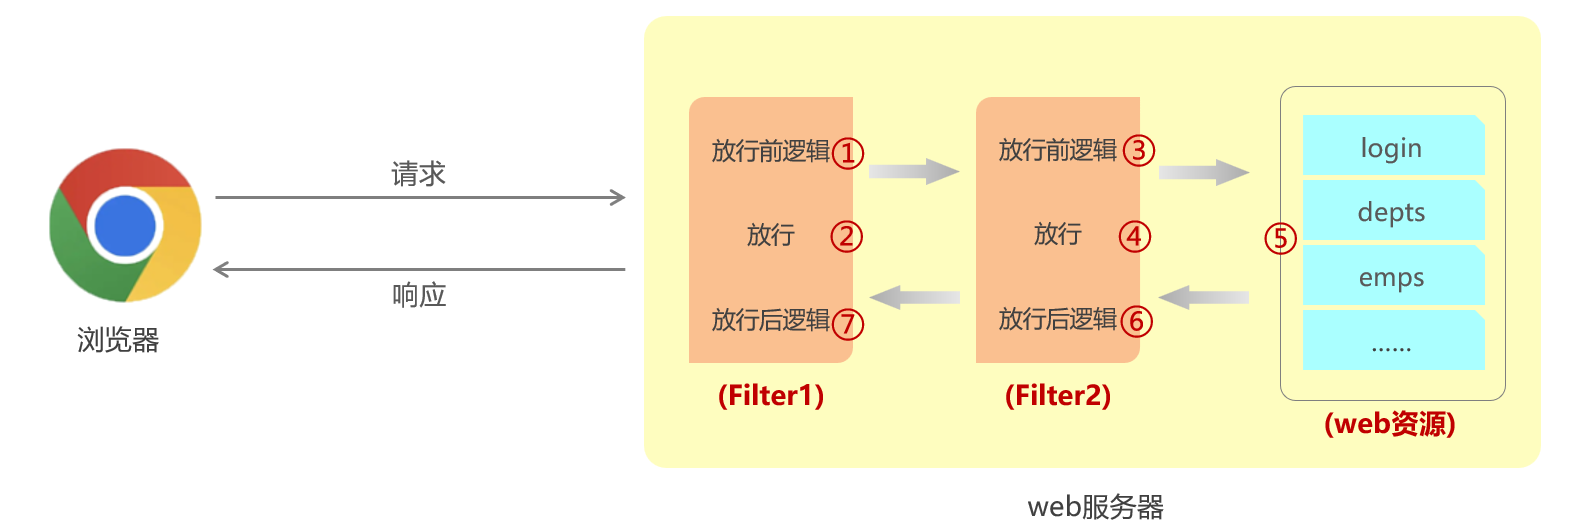 请求
响应
浏览器
放行前逻辑①
放行②
放行后逻辑⑦
(Filter1)
放行前逻辑③
放行④
放行后逻辑⑥
(Filter2)
⑤
login
depts
emps
......
(web资源)
web服务器